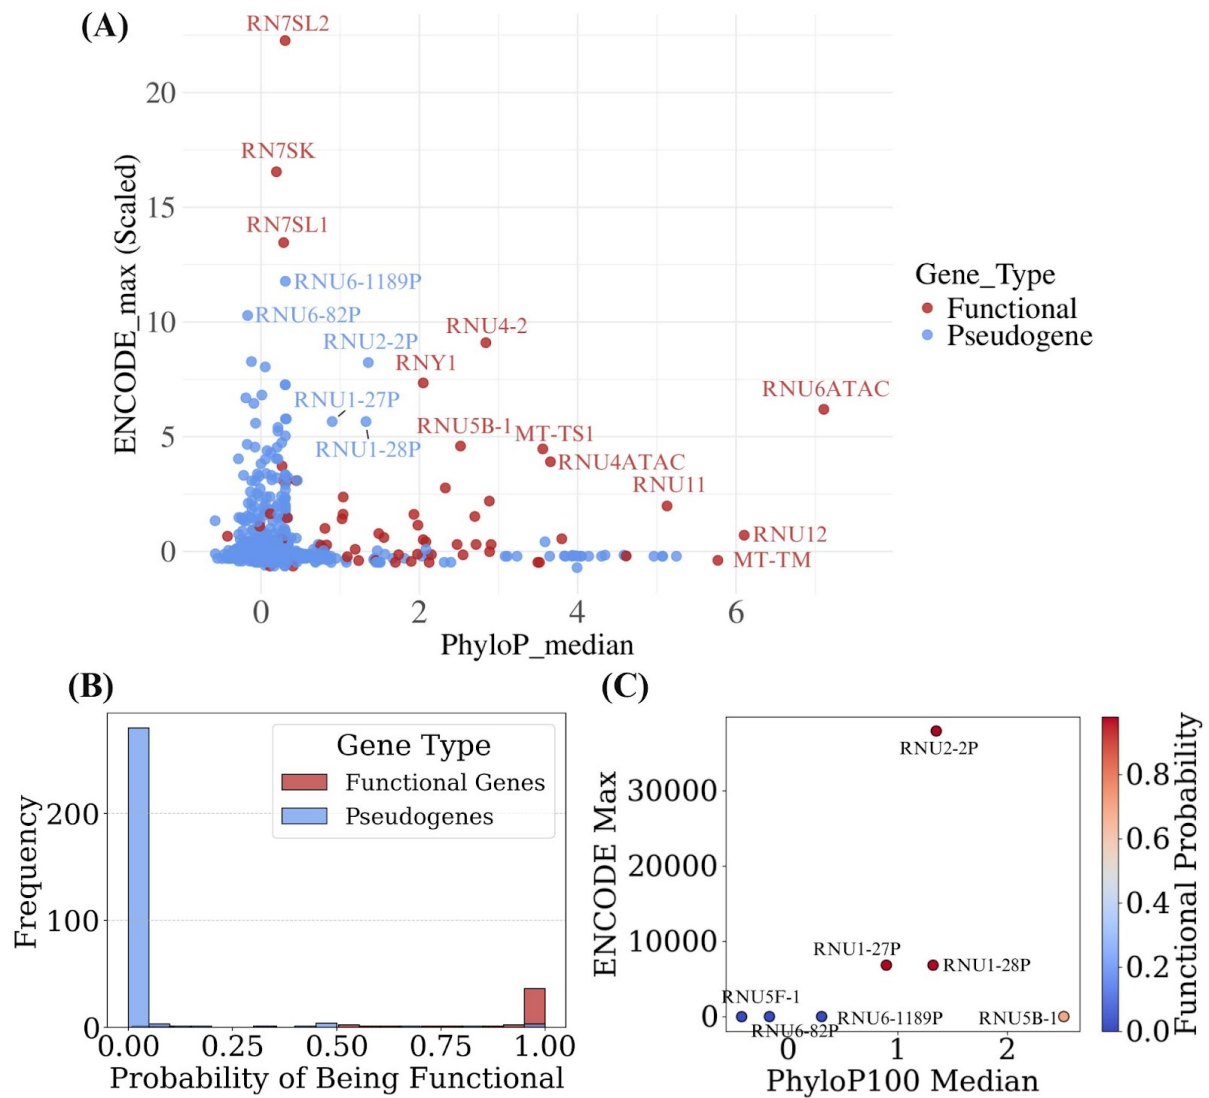 (A)
RN7SL2
RN7SK
RN7SL1
RNU6-1189P
RNU6-82P
RNU2-2P
RNU4-2
RNY1
RNU6ATAC
RNU1-27P
RNU1-28P
RNU5B-1
MT-TS1
RNU4ATAC
RNU11
RNU12
MT-TM
20
15
10
5
0
ENCODE_max (Scaled)
0 2 4 6
PhyloP_median
Gene_Type
Functional
Pseudogene
(B)
Gene Type
Functional Genes
Pseudogenes
200
100
0
Frequency
0.00 0.25 0.50 0.75 1.00
Probability of Being Functional
(C)
RNU2-2P
RNU1-27P
RNU1-28P
RNU5F-1
RNU6-82P
RNU6-1189P
RNU5B-1
30000
20000
10000
0
ENCODE Max
0 1 2
PhyloP100 Median
0.8
0.6
0.4
0.2
0.0
Functional Probability